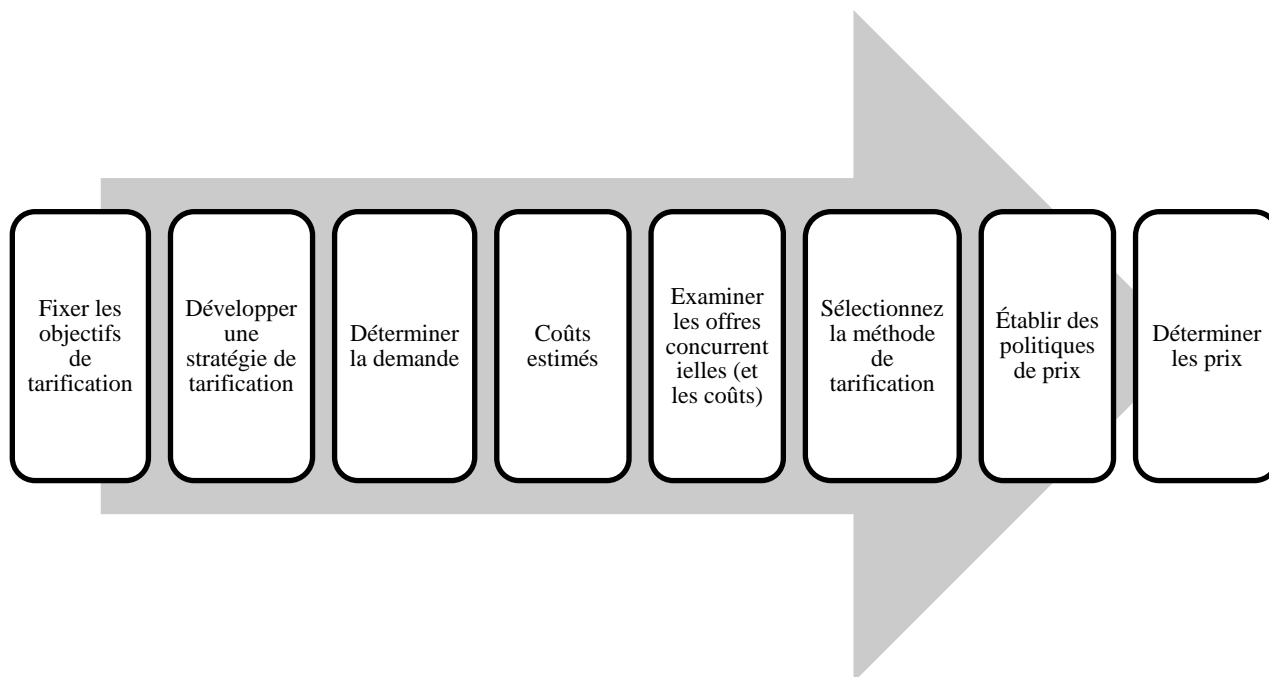 Fixer les
objectifs
de
tarification
Développer
une
stratégie de
tarification
Déterminer
la demande
Coûts
estimés
Examiner
les offres
concurrent
ielles (et
les coûts)
Sélectionnez
la méthode
de
tarification
Établir des
politiques
de prix
Déterminer
les prix